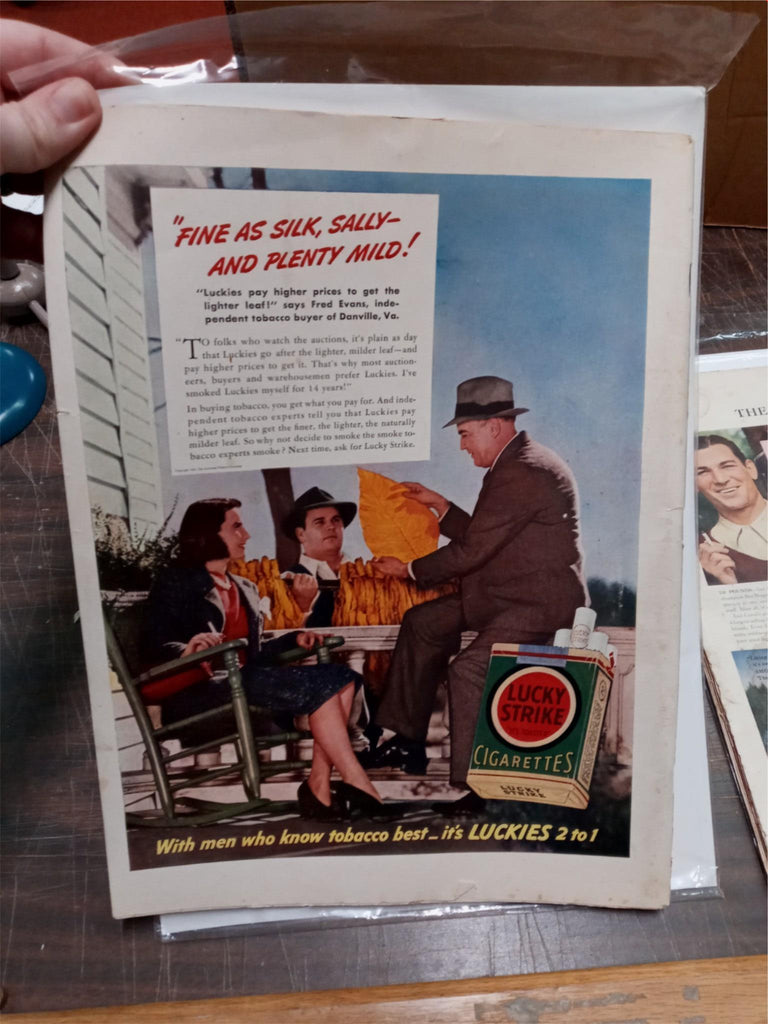 "FINE AS SILK, SALLY—
AND PLENTY MILD!
"Luckies pay higher prices to get the
lighter leaf!" says Fred Evans, inde-
pendent tobacco buyer of Danville, Va.
"TO folks who watch the auctions, it's plain as day
that Luckies go after the lighter, milder leaf—and
pay higher prices to get it. That's why most auction-
eers, buyers and warehousemen prefer Luckies. I've
smoked Luckies myself for 14 years!"
In buying tobacco, you get what you pay for. And inde-
pendent tobacco experts tell you that Luckies pay
higher prices to get the finer, the lighter, the naturally
milder leaf. So why not decide to smoke the smoke to-
bacco experts smoke? Next time, ask for Lucky Strike.
LUCKY
STRIKE
CIGARETTES
LUCKY
STRIKE
With men who know tobacco best—it's LUCKIES 2 to 1
THE